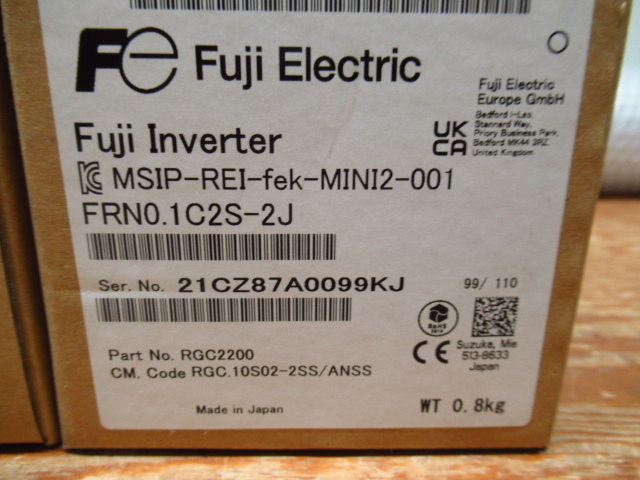 Fe Fuji Electric
Fuji Electric
Europe GmbH
Bedford i-Lab,
Stannard Way,
Priory Business Park,
Bedford MK44 3RZ,
United Kingdom
UK
CA
Fuji Inverter
MSIP-REI-fek-MINI2-001
FRN0.1C2S-2J
Ser. No. 21CZ87A0099KJ
99/ 110
RoHS
CE
Suzuka, Mie
513-8633
Japan
Part No. RGC2200
CM. Code RGC.10S02-2SS/ANSS
Made in Japan
WT 0.8kg